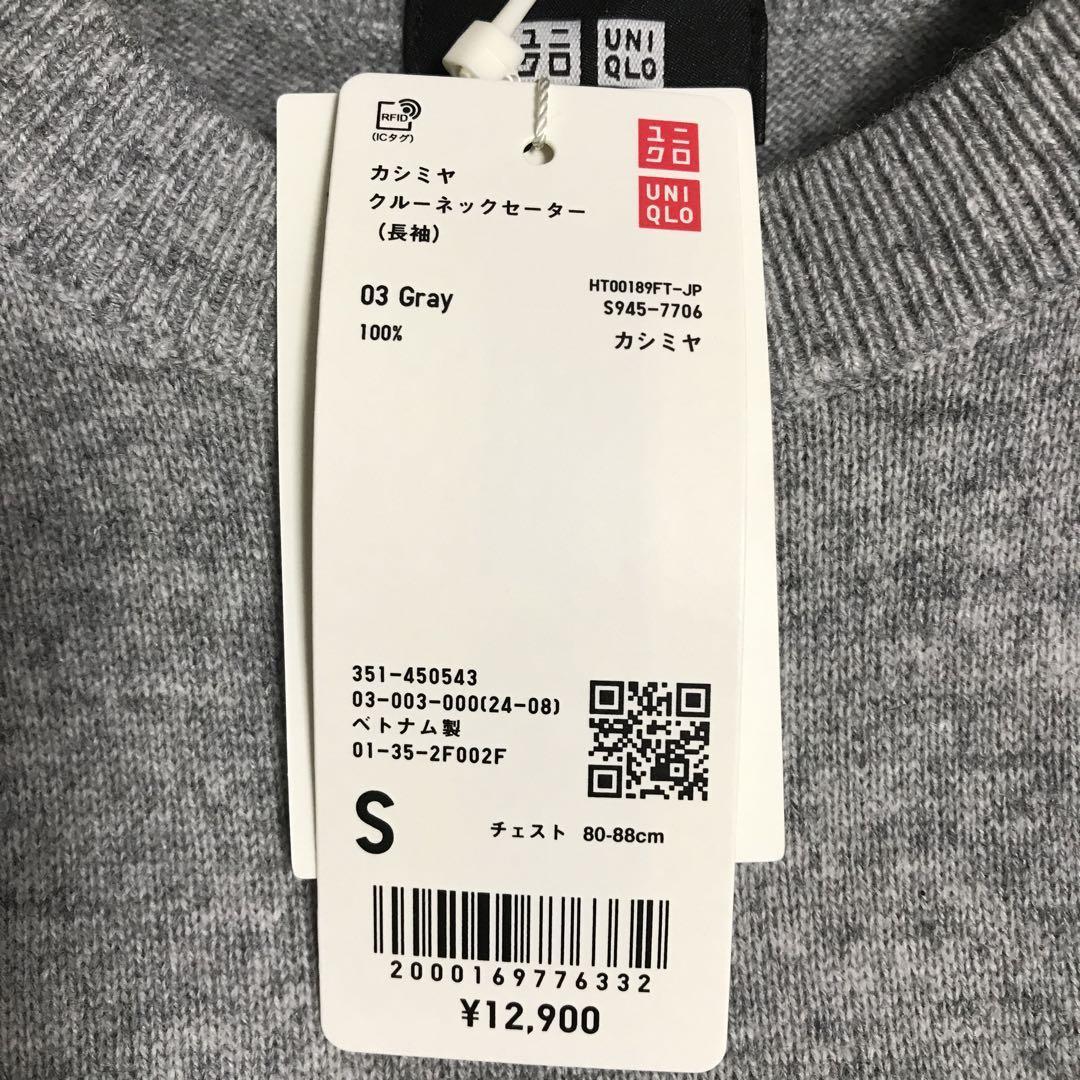 ユニ
クロ
UNI
QLO
RFID
(ICタグ)
カシミヤ
クルーネックセーター
(長袖)
ユニ
クロ
UNI
QLO
03 Gray
HT00189FT-JP
S945-7706
100%
カシミヤ
351-450543
03-003-000(24-08)
ベトナム製
01-35-2F002F
S
チェスト 80-88cm
2000169776332
¥12,900